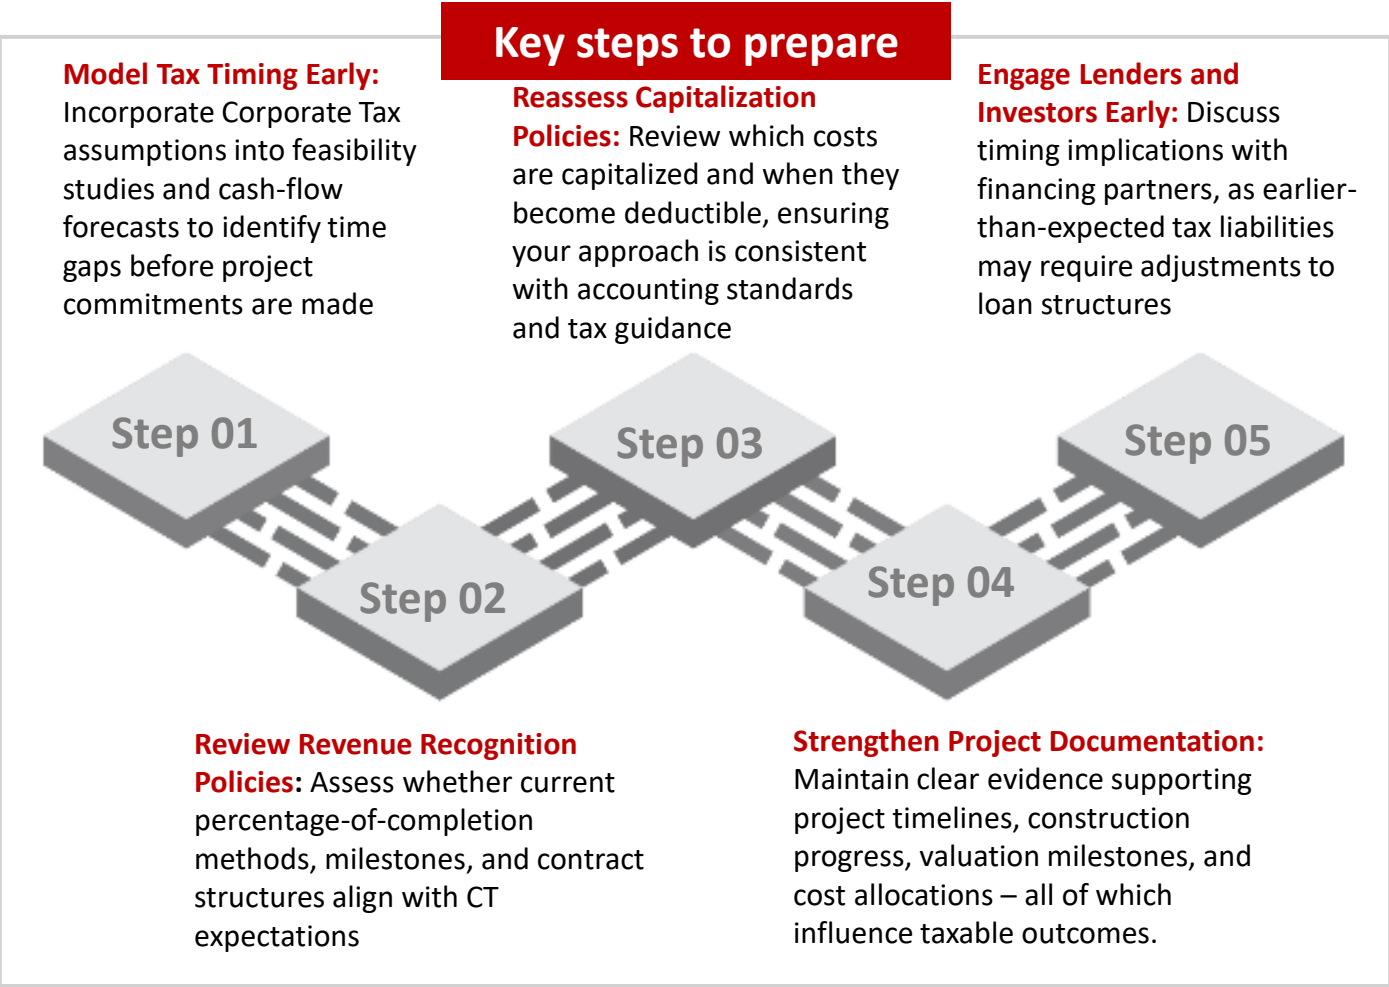 Key steps to prepare
Model Tax Timing Early:
Incorporate Corporate Tax
assumptions into feasibility
studies and cash-flow
forecasts to identify time
gaps before project
commitments are made
Step 01
Review Revenue Recognition
Policies: Assess whether current
percentage-of-completion
methods, milestones, and contract
structures align with CT
expectations
Step 02
Reassess Capitalization
Policies: Review which costs
are capitalized and when they
become deductible, ensuring
your approach is consistent
with accounting standards
and tax guidance
Step 03
Strengthen Project Documentation:
Maintain clear evidence supporting
project timelines, construction
progress, valuation milestones, and
cost allocations – all of which
influence taxable outcomes.
Step 04
Engage Lenders and
Investors Early: Discuss
timing implications with
financing partners, as earlier-
than-expected tax liabilities
may require adjustments to
loan structures
Step 05